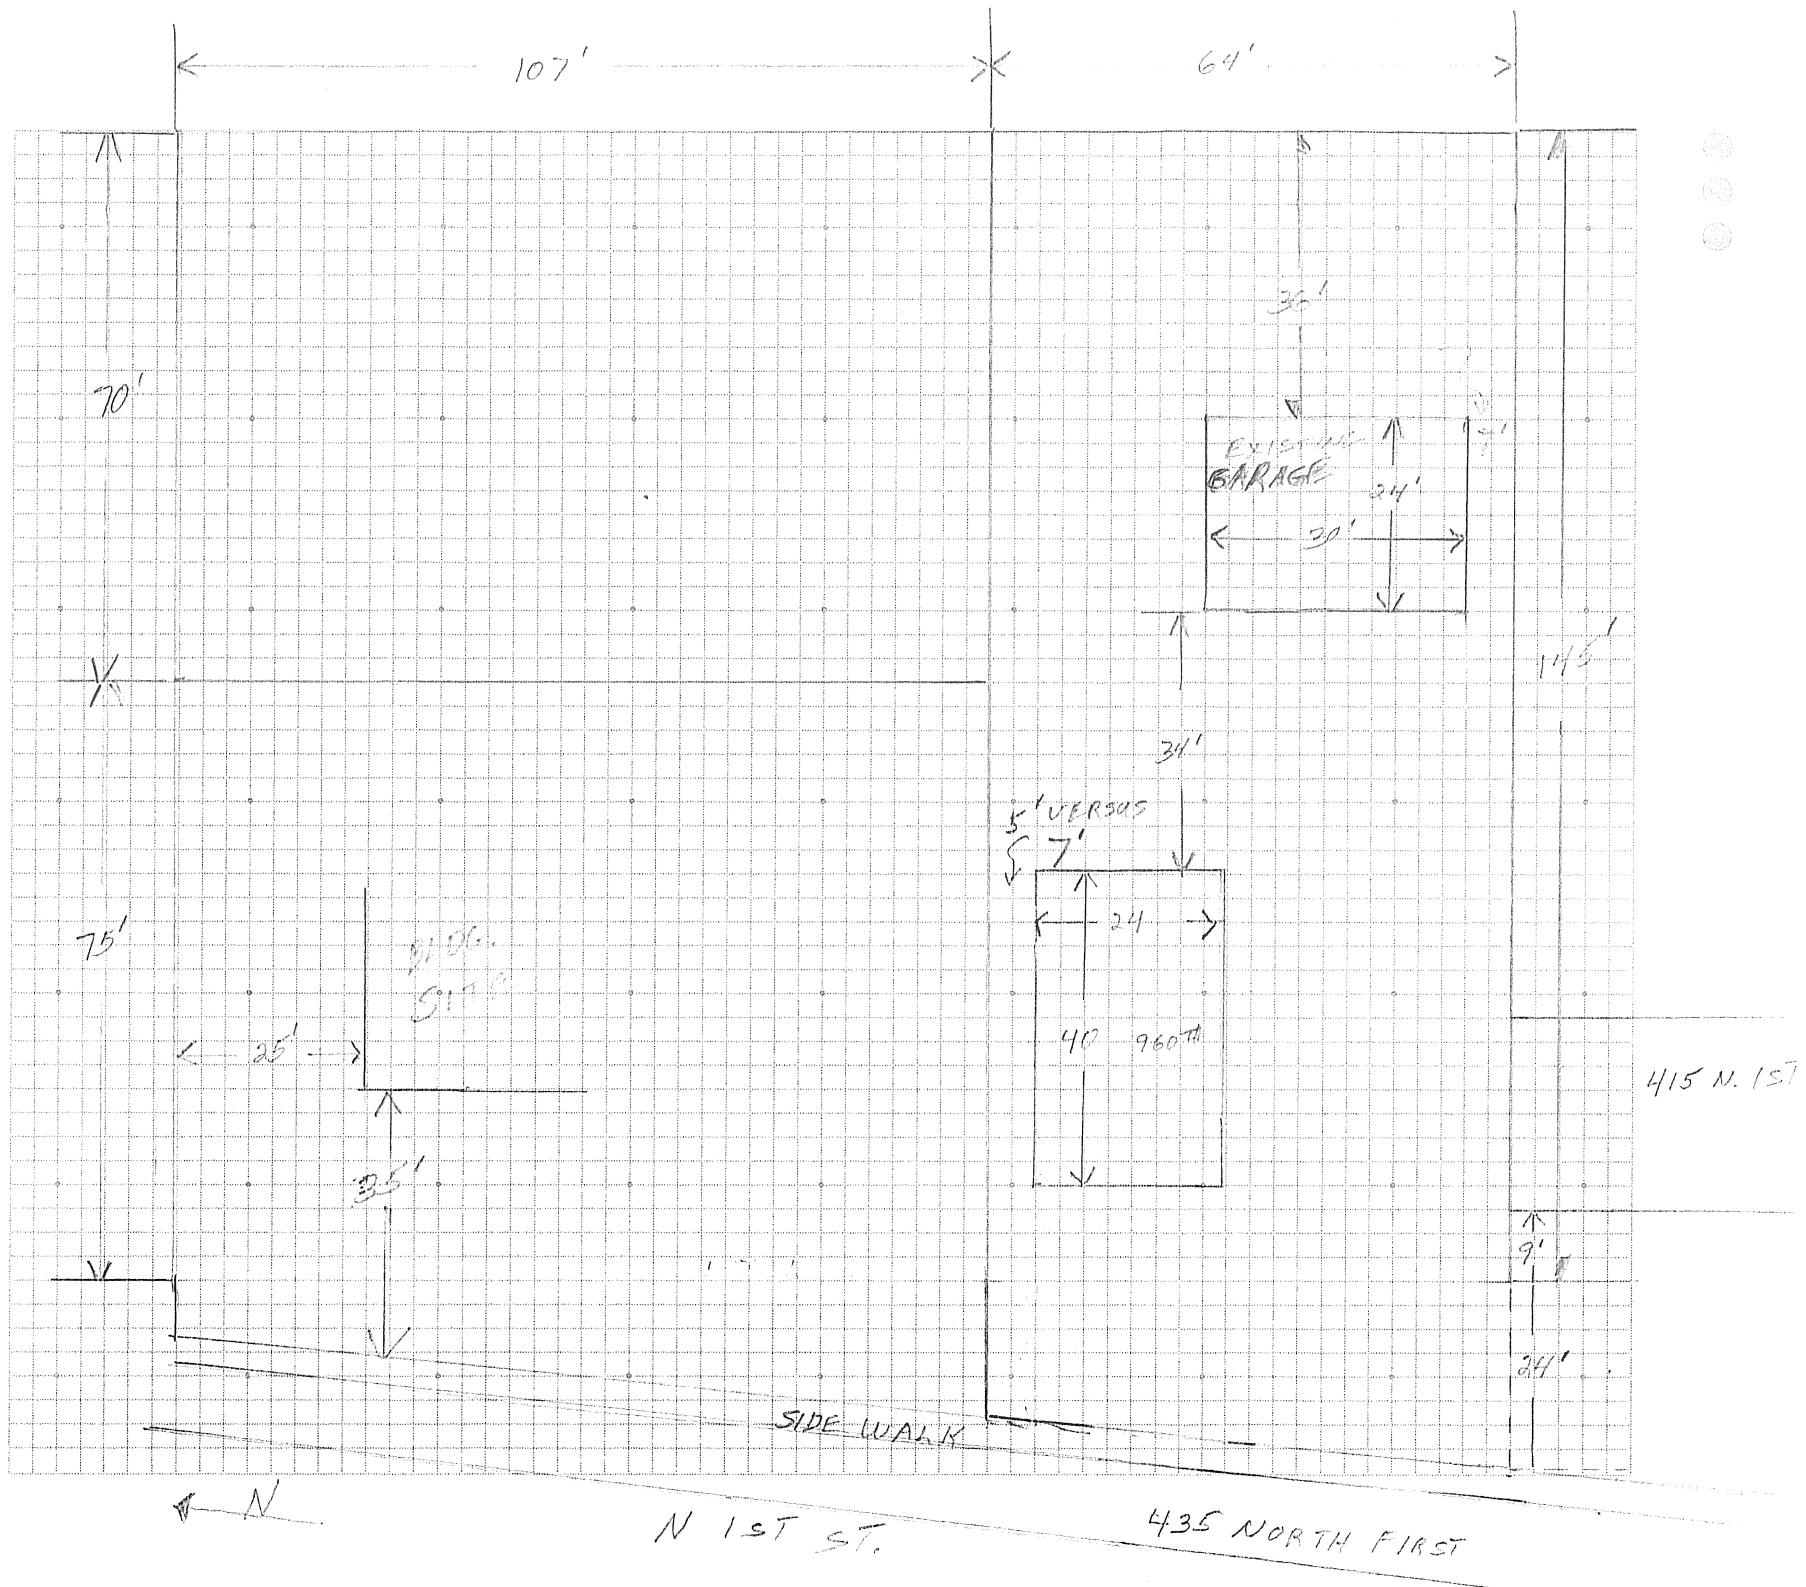 107'
64'
36'
70'
7'
EXISTING
GARAGE
24'
30'
145'
34'
5' VERSUS
7'
24
75'
BLDG.
SITE
25'
40 960
415 N. 1ST
35'
9'
24'
SIDE WALK
N
N 1ST ST.
435 NORTH FIRST